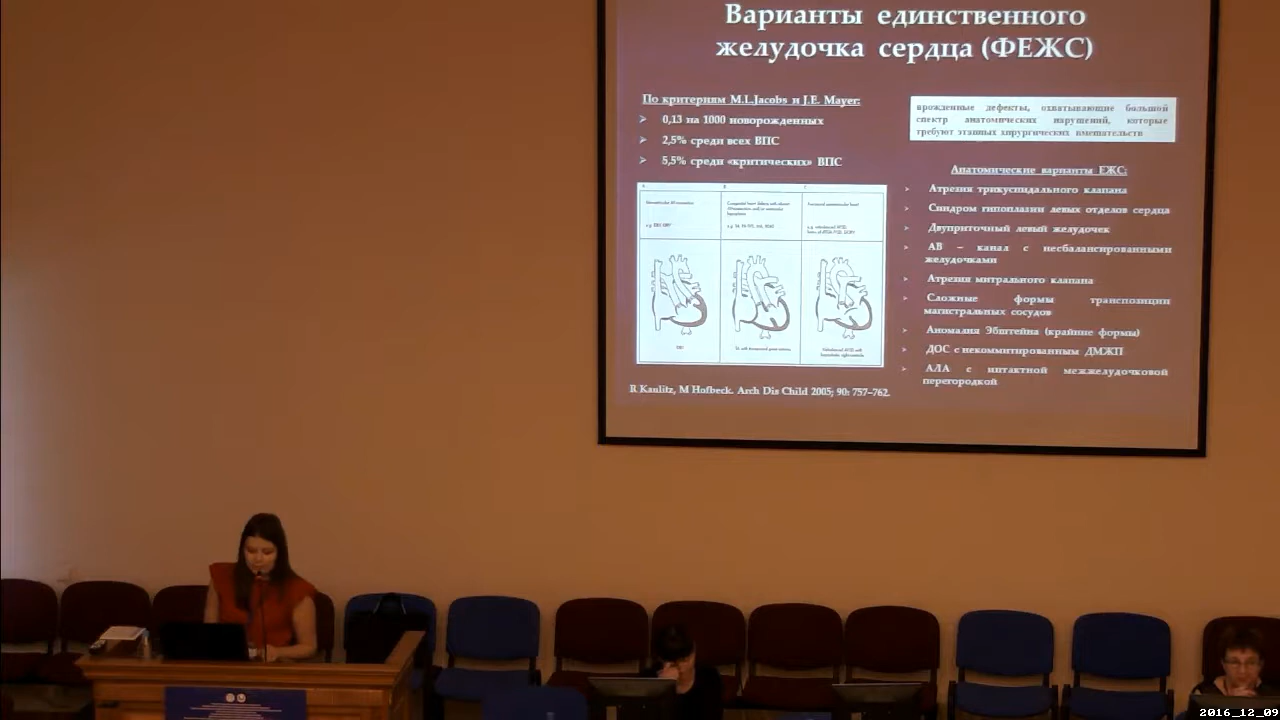 Варианты единственного
желудочка сердца (ФЕЖС)
По критериям M.L.Jacobs и J.E. Mayer:
0,13 на 1000 новорожденных
2,5% среди всех ВПС
5,5% среди «критических» ВПС
врожденные дефекты, охватывающие большой
спектр анатомических нарушений, которые
требуют этапных хирургических вмешательств
Анатомические варианты ЕЖС:
Атрезия трикуспидального клапана
Синдром гипоплазии левых отделов сердца
Двуприточный левый желудочек
АВ – канал с несбалансированными
желудочками
Атрезия митрального клапана
Сложные формы транспозиции
магистральных сосудов
Аномалия Эбштейна (крайние формы)
ДОС с некоммитированным ДМЖП
АЛА с интактной межжелудочковой
перегородкой
R Kaulitz, M Hofbeck. Arch Dis Child 2005; 90: 757–762.
2016_12_09